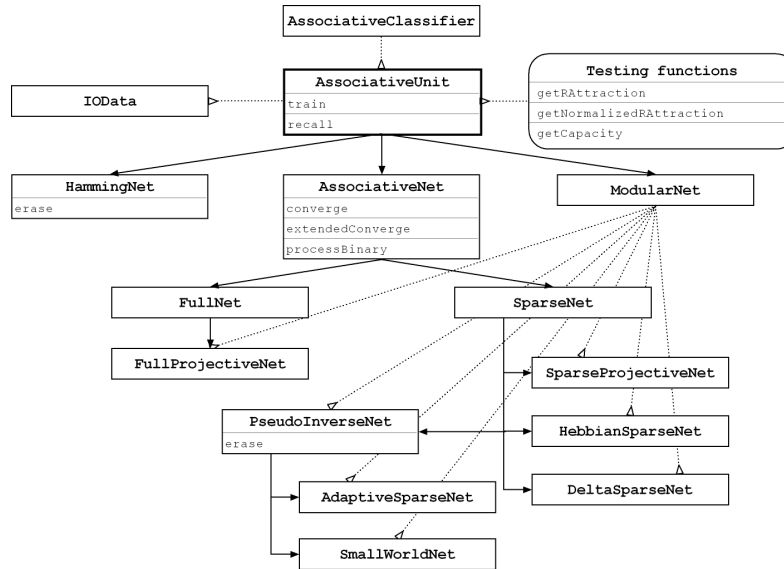 AssociativeClassifier
AssociativeUnit
train
recall
IOData
Testing functions
getRAttraction
getNormalizedRAttraction
getCapacity
HammingNet
erase
AssociativeNet
converge
extendedConverge
processBinary
ModularNet
FullNet
SparseNet
FullProjectiveNet
SparseProjectiveNet
PseudoInverseNet
erase
HebbianSparseNet
AdaptiveSparseNet
DeltaSparseNet
SmallWorldNet